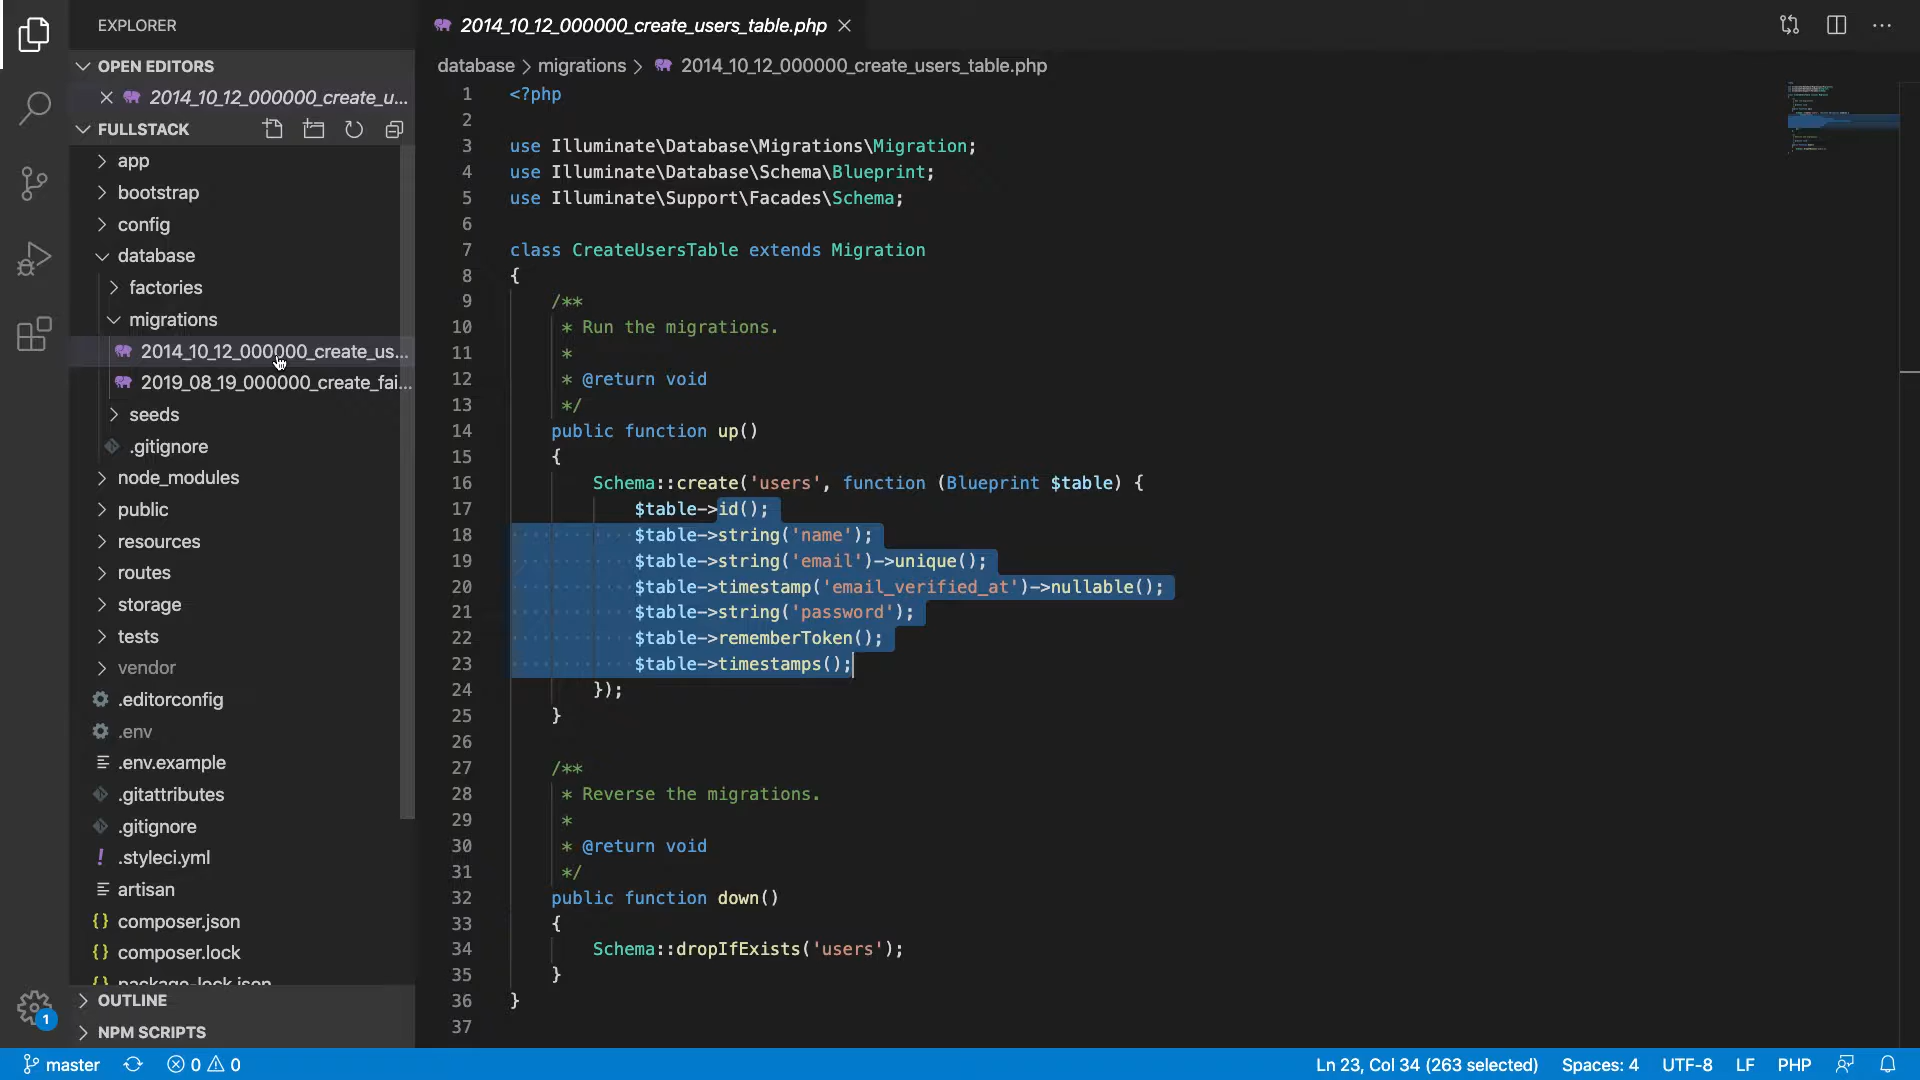 EXPLORER
OPEN EDITORS
2014_10_12_000000_create_u...
FULLSTACK
app
bootstrap
config
database
factories
migrations
2014_10_12_000000_create_us...
2019_08_19_000000_create_fai...
seeds
.gitignore
node_modules
public
resources
routes
storage
tests
vendor
.editorconfig
.env
.env.example
.gitattributes
.gitignore
.styleci.yml
artisan
composer.json
composer.lock
package-lock.json
OUTLINE
NPM SCRIPTS
1
2014_10_12_000000_create_users_table.php
database > migrations > 2014_10_12_000000_create_users_table.php
1 <?php
2
3 use Illuminate\Database\Migrations\Migration;
4 use Illuminate\Database\Schema\Blueprint;
5 use Illuminate\Support\Facades\Schema;
6
7 class CreateUsersTable extends Migration
8 {
9 /**
10 * Run the migrations.
11 *
12 * @return void
13 */
14 public function up()
15 {
16 Schema::create('users', function (Blueprint $table) {
17 $table->id();
18 $table->string('name');
19 $table->string('email')->unique();
20 $table->timestamp('email_verified_at')->nullable();
21 $table->string('password');
22 $table->rememberToken();
23 $table->timestamps();
24 });
25 }
26
27 /**
28 * Reverse the migrations.
29 *
30 * @return void
31 */
32 public function down()
33 {
34 Schema::dropIfExists('users');
35 }
36 }
37
master 0 0 Ln 23, Col 34 (263 selected) Spaces: 4 UTF-8 LF PHP